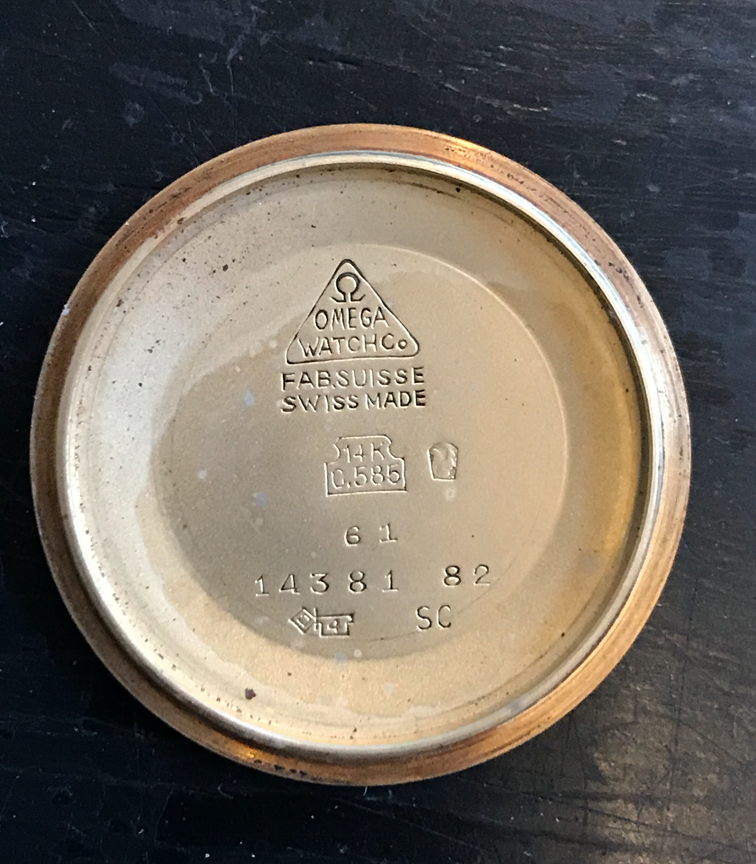 Ω
OMEGA
WATCH Co
FAB.SUISSE
SWISS MADE
14K
0,585
61
14381 82
SC